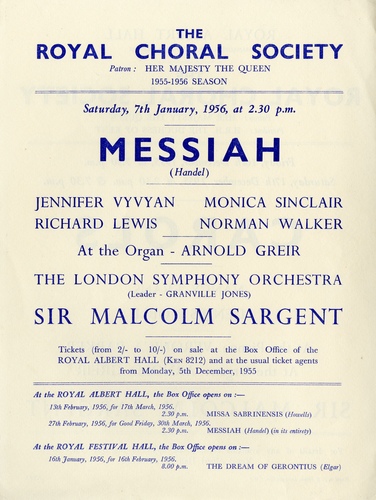 THE
ROYAL CHORAL SOCIETY
Patron: HER MAJESTY THE QUEEN
1955-1956 SEASON
Saturday, 7th January, 1956, at 2.30 p.m.
MESSIAH
(Handel)
JENNIFER VYVYAN MONICA SINCLAIR
RICHARD LEWIS NORMAN WALKER
At the Organ - ARNOLD GREIR
THE LONDON SYMPHONY ORCHESTRA
(Leader - GRANVILLE JONES)
SIR MALCOLM SARGENT
Tickets (from 2/- to 10/-) on sale at the Box Office of the
ROYAL ALBERT HALL (KEN 8212) and at the usual ticket agents
from Monday, 5th December, 1955
At the ROYAL ALBERT HALL, the Box Office opens on :—
13th February, 1956, for 17th March, 1956.
2.30 p.m. MISSA SABRINENSIS (Howells)
27th February, 1956, for Good Friday, 30th March, 1956.
2.30 p.m. MESSIAH (Handel) (in its entirety)
At the ROYAL FESTIVAL HALL, the Box Office opens on :—
16th January, 1956, for 16th February, 1956.
8.00 p.m. THE DREAM OF GERONTIUS (Elgar)